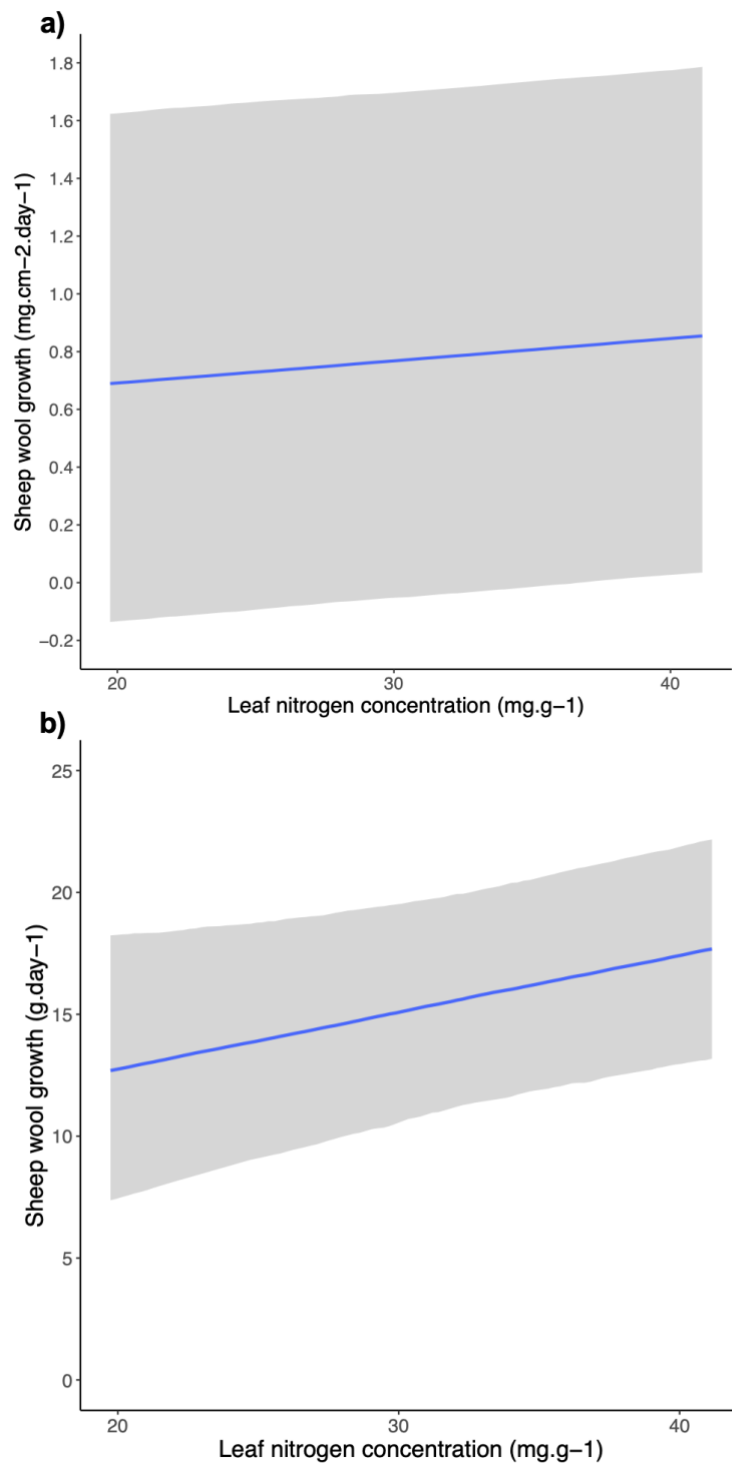 a)
1.8
1.6
1.4
1.2
1.0
0.8
0.6
0.4
0.2
0.0
−0.2
Sheep wool growth (mg.cm−2.day−1)
20 30 40
Leaf nitrogen concentration (mg.g−1)
b)
25
20
15
10
5
0
Sheep wool growth (g.day−1)
20 30 40
Leaf nitrogen concentration (mg.g−1)